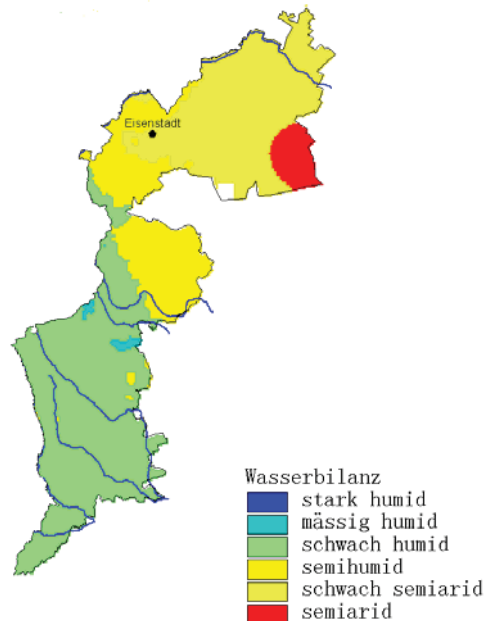 Eisenstadt
Wasserbilanz
stark humid
mässig humid
schwach humid
semihumid
schwach semiarid
semiarid